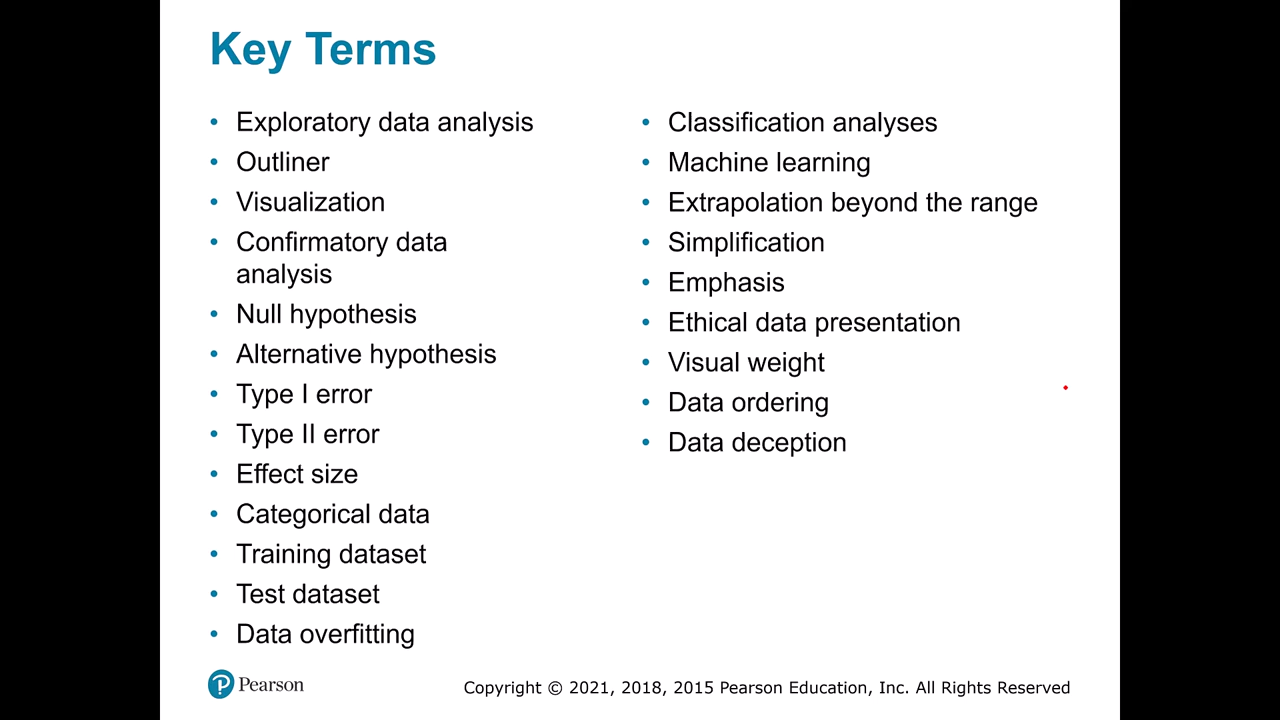 Key Terms
• Exploratory data analysis
• Outliner
• Visualization
• Confirmatory data
analysis
• Null hypothesis
• Alternative hypothesis
• Type I error
• Type II error
• Effect size
• Categorical data
• Training dataset
• Test dataset
• Data overfitting
• Classification analyses
• Machine learning
• Extrapolation beyond the range
• Simplification
• Emphasis
• Ethical data presentation
• Visual weight
• Data ordering
• Data deception
Pearson
Copyright © 2021, 2018, 2015 Pearson Education, Inc. All Rights Reserved